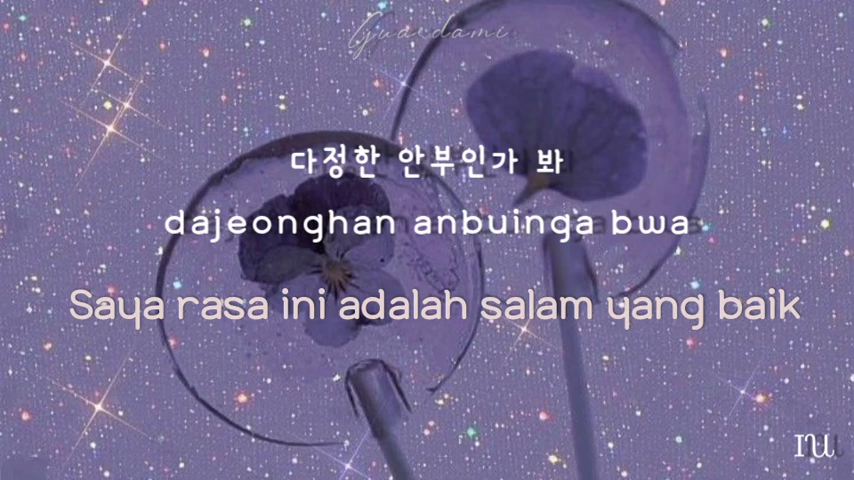 다정한 안부인가 봐
dajeonghan anbuinga bwa
Saya rasa ini adalah salam yang baik